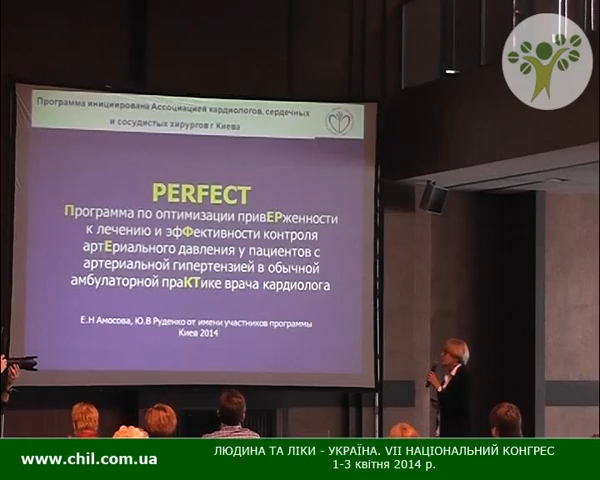 Программа инициирована Ассоциацией кардиологов, сердечных
и сосудистых хирургов г Киева
PERFECT
Программа по оптимизации привЕРженности
к лечению и эфФективности контроля
артЕриального давления у пациентов с
артериальной гипертензией в обычной
амбулаторной праКТике врача кардиолога
Е.Н Амосова, Ю.В Руденко от имени участников программы
Киев 2014
www.chil.com.ua
ЛЮДИНА ТА ЛІКИ - УКРАЇНА. VII НАЦІОНАЛЬНИЙ КОНГРЕС
1-3 квітня 2014 р.